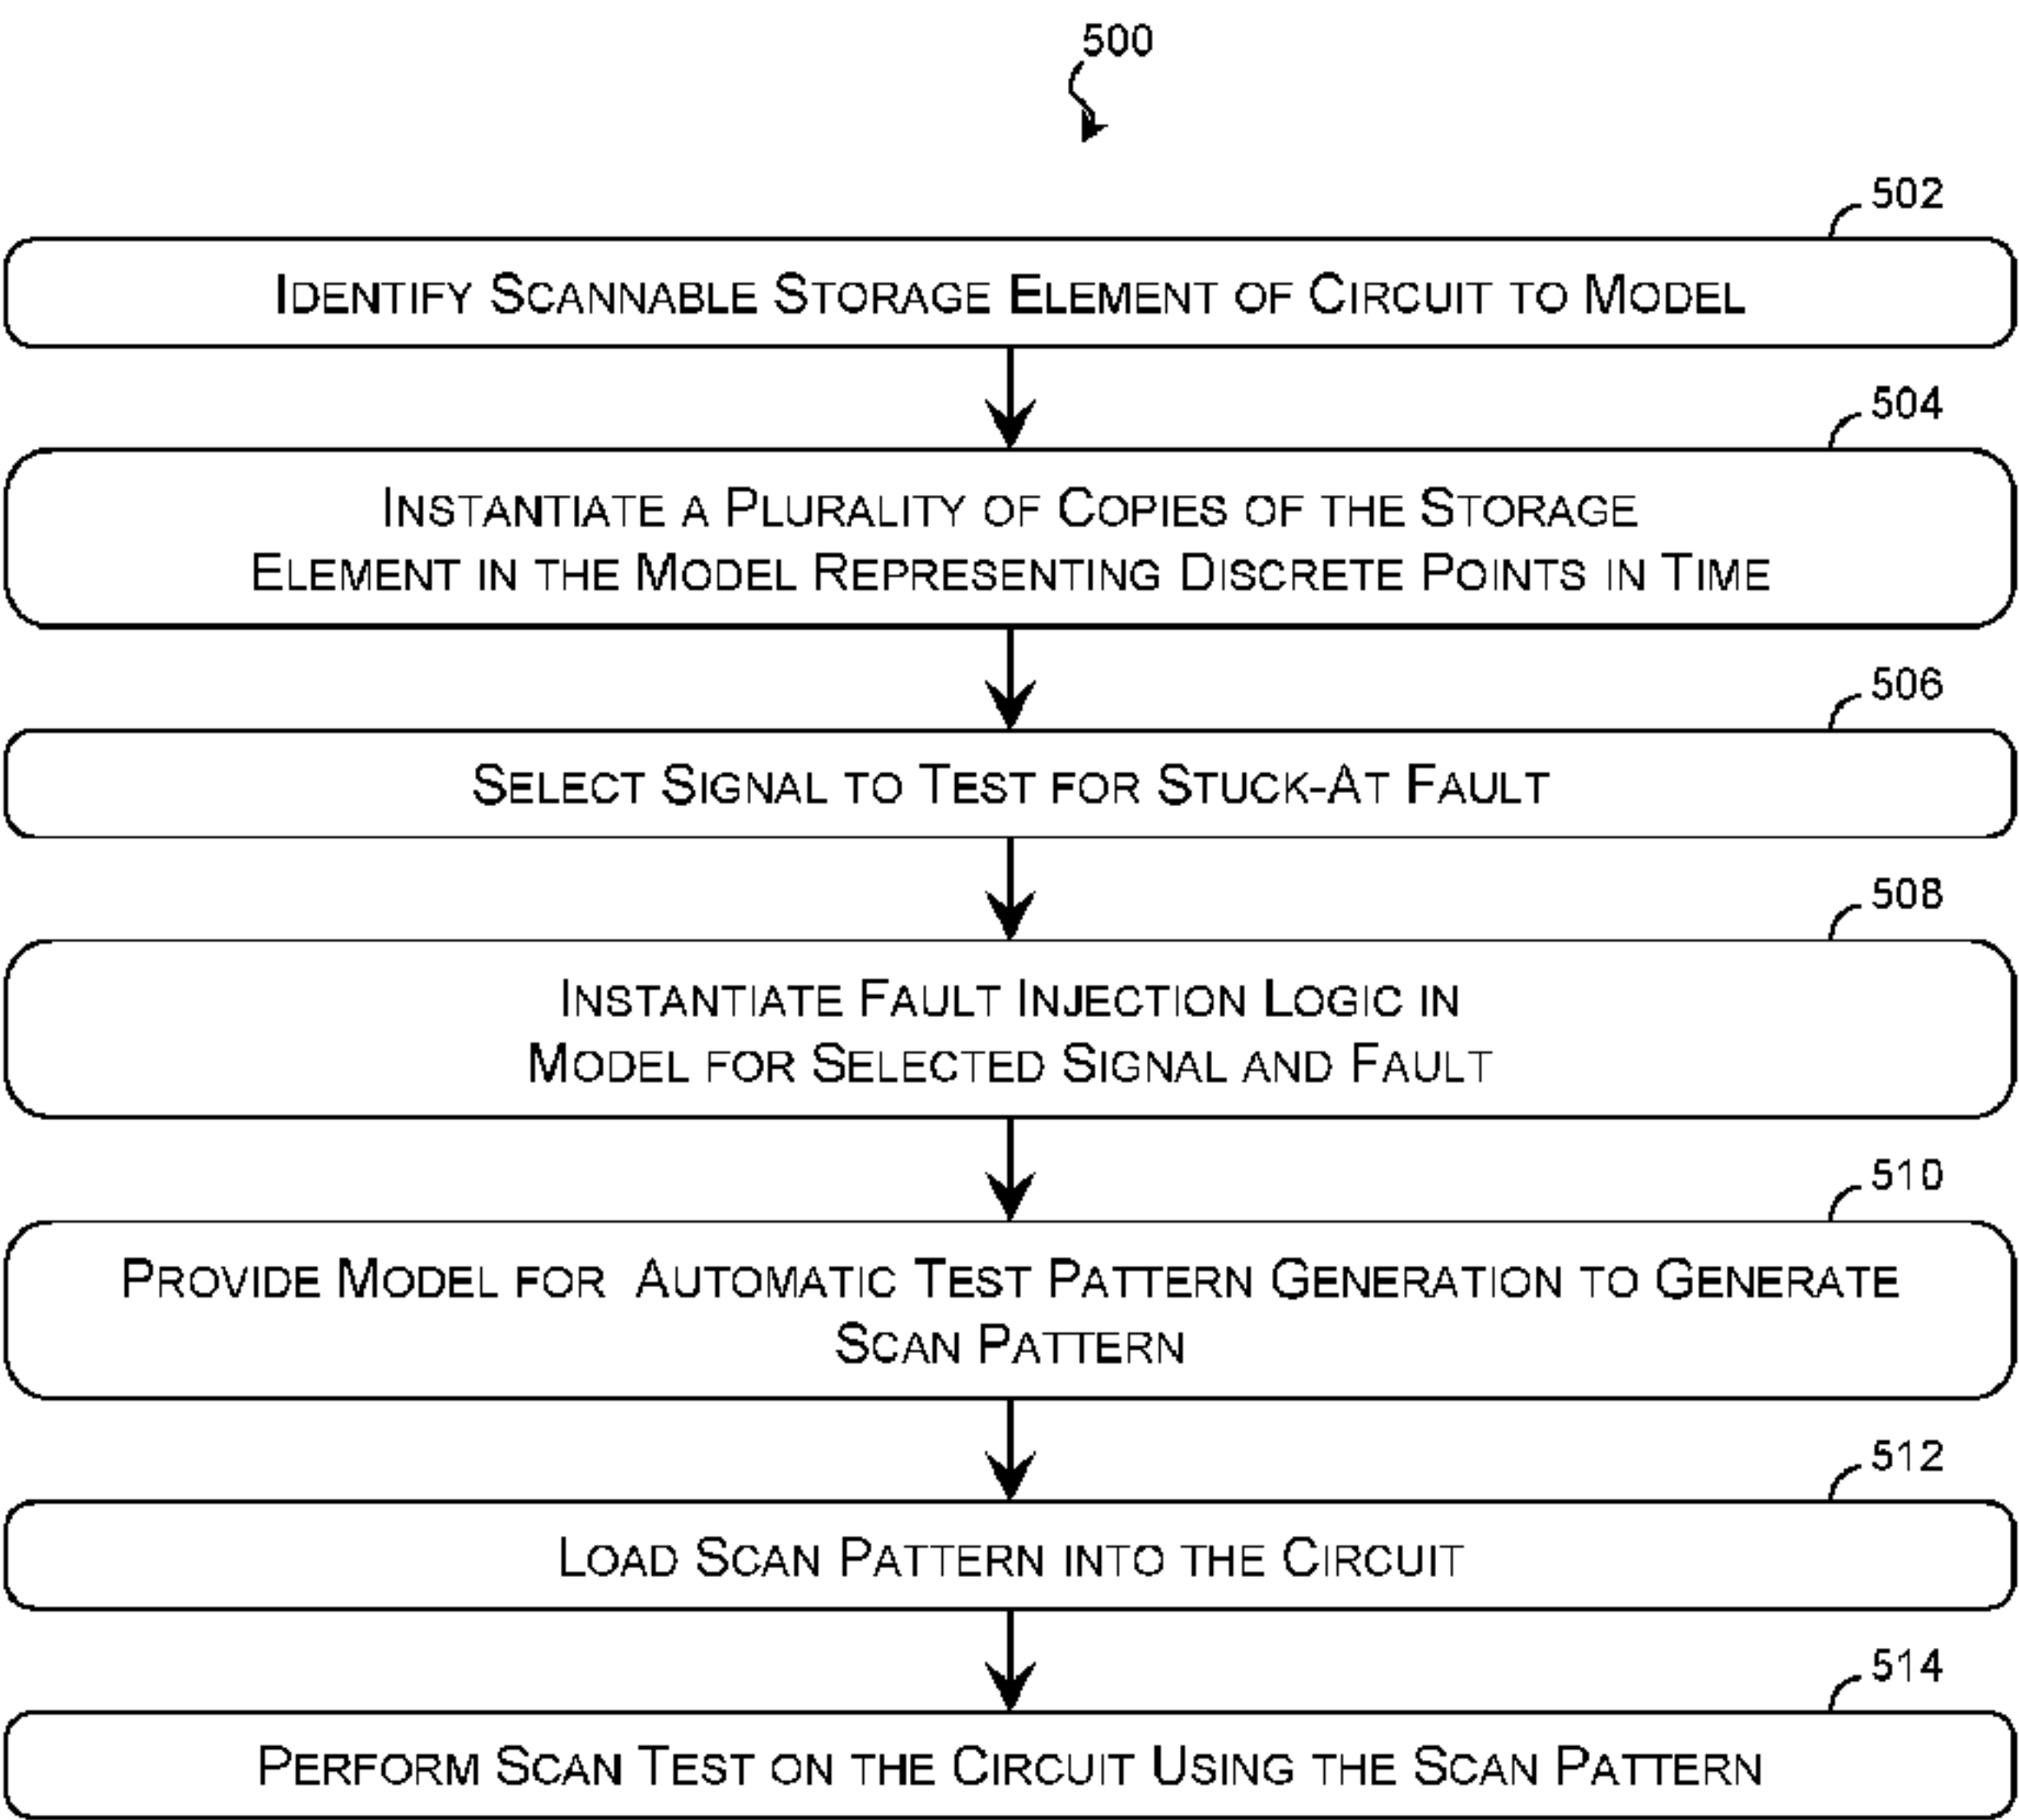 500
502
IDENTIFY SCANNABLE STORAGE ELEMENT OF CIRCUIT TO MODEL
504
INSTANTIATE A PLURALITY OF COPIES OF THE STORAGE
ELEMENT IN THE MODEL REPRESENTING DISCRETE POINTS IN TIME
506
SELECT SIGNAL TO TEST FOR STUCK-AT FAULT
508
INSTANTIATE FAULT INJECTION LOGIC IN
MODEL FOR SELECTED SIGNAL AND FAULT
510
PROVIDE MODEL FOR AUTOMATIC TEST PATTERN GENERATION TO GENERATE
SCAN PATTERN
512
LOAD SCAN PATTERN INTO THE CIRCUIT
514
PERFORM SCAN TEST ON THE CIRCUIT USING THE SCAN PATTERN